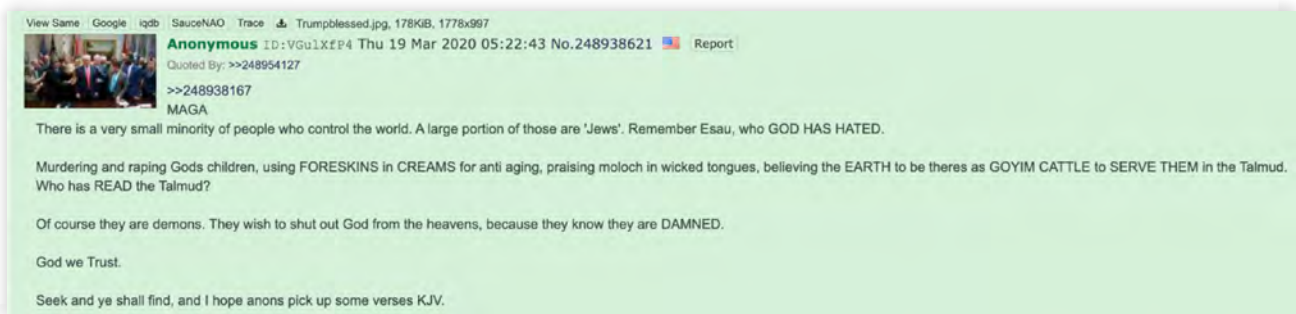 View Same Google iqdb SauceNAO Trace Trumpblessed.jpg, 178KiB, 1778x997
Anonymous ID:VGulXfP4 Thu 19 Mar 2020 05:22:43 No.248938621 Report
Quoted By: >>248954127
>>248938167
MAGA
There is a very small minority of people who control the world. A large portion of those are 'Jews'. Remember Esau, who GOD HAS HATED.
Murdering and raping Gods children, using FORESKINS in CREAMS for anti aging, praising moloch in wicked tongues, believing the EARTH to be theres as GOYIM CATTLE to SERVE THEM in the Talmud.
Who has READ the Talmud?
Of course they are demons. They wish to shut out God from the heavens, because they know they are DAMNED.
God we Trust.
Seek and ye shall find, and I hope anons pick up some verses KJV.